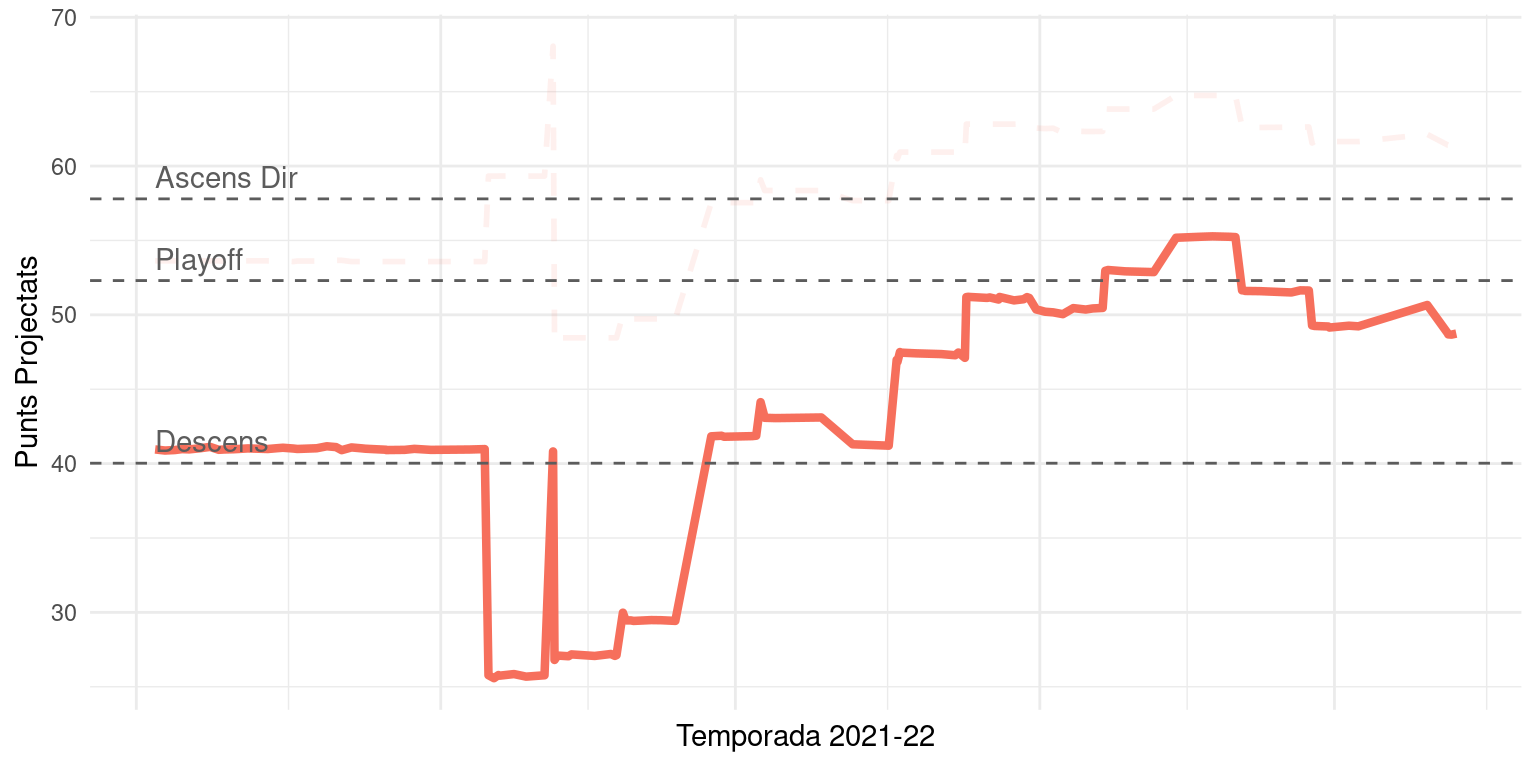 70
60
50
40
30
Punts Projectats
Ascens Dir
Playoff
Descens
Temporada 2021-22